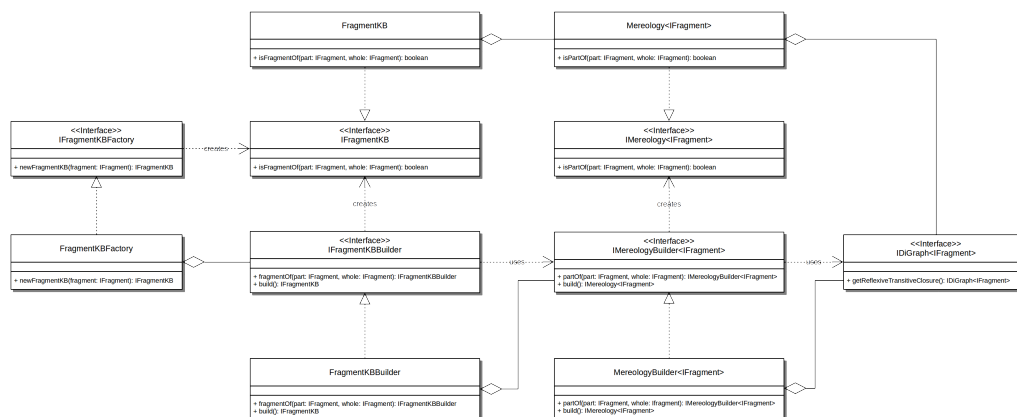 FragmentKB
+ isFragmentOf(part: IFragment, whole: IFragment): boolean
Mereology<IFragment>
+ isPartOf(part: IFragment, whole: IFragment): boolean
<<Interface>>
IFragmentKBFactory
+ newFragmentKB(fragment: IFragment): IFragmentKB
creates
<<Interface>>
IFragmentKB
+ isFragmentOf(part: IFragment, whole: IFragment): boolean
<<Interface>>
IMereology<IFragment>
+ isPartOf(part: IFragment, whole: IFragment): boolean
creates
creates
FragmentKBFactory
+ newFragmentKB(fragment: IFragment): IFragmentKB
<<Interface>>
IFragmentKBBuilder
+ fragmentOf(part: IFragment, whole: IFragment): IFragmentKBBuilder
+ build(): IFragmentKB
uses
<<Interface>>
IMereologyBuilder<IFragment>
+ partOf(part: IFragment, whole: IFragment): IMereologyBuilder<IFragment>
+ build(): IMereology<IFragment>
uses
<<Interface>>
IDiGraph<IFragment>
+ getReflexiveTransitiveClosure(): IDiGraph<IFragment>
FragmentKBBuilder
+ fragmentOf(part: IFragment, whole: IFragment): IFragmentKBBuilder
+ build(): IFragmentKB
MereologyBuilder<IFragment>
+ partOf(part: IFragment, whole: IFragment): IMereologyBuilder<IFragment>
+ build(): IMereology<IFragment>